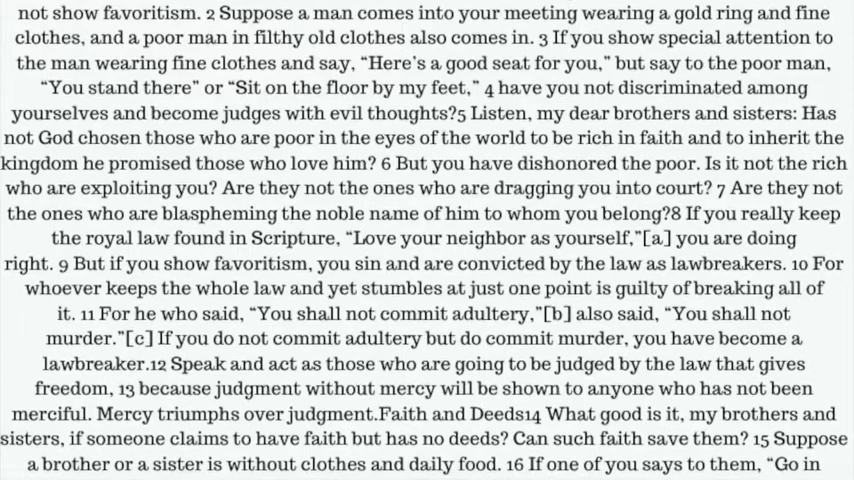 not show favoritism. 2 Suppose a man comes into your meeting wearing a gold ring and fine
clothes, and a poor man in filthy old clothes also comes in. 3 If you show special attention to
the man wearing fine clothes and say, “Here’s a good seat for you,” but say to the poor man,
“You stand there” or “Sit on the floor by my feet,” 4 have you not discriminated among
yourselves and become judges with evil thoughts?5 Listen, my dear brothers and sisters: Has
not God chosen those who are poor in the eyes of the world to be rich in faith and to inherit the
kingdom he promised those who love him? 6 But you have dishonored the poor. Is it not the rich
who are exploiting you? Are they not the ones who are dragging you into court? 7 Are they not
the ones who are blaspheming the noble name of him to whom you belong?8 If you really keep
the royal law found in Scripture, “Love your neighbor as yourself,”[a] you are doing
right. 9 But if you show favoritism, you sin and are convicted by the law as lawbreakers. 10 For
whoever keeps the whole law and yet stumbles at just one point is guilty of breaking all of
it. 11 For he who said, “You shall not commit adultery,”[b] also said, “You shall not
murder.”[c] If you do not commit adultery but do commit murder, you have become a
lawbreaker.12 Speak and act as those who are going to be judged by the law that gives
freedom, 13 because judgment without mercy will be shown to anyone who has not been
merciful. Mercy triumphs over judgment.Faith and Deeds14 What good is it, my brothers and
sisters, if someone claims to have faith but has no deeds? Can such faith save them? 15 Suppose
a brother or a sister is without clothes and daily food. 16 If one of you says to them, “Go in